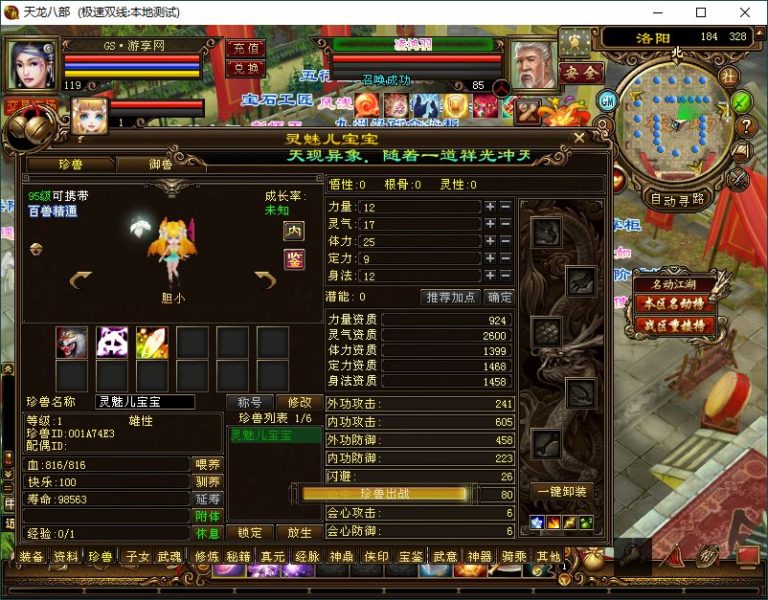 天龙八部 (极速双线:本地测试)
GS·游享网
充值
兑换
119
凌鸿羽
召唤成功
85
安全
洛阳 184 328
北
社
GM
自动寻路
宝石工匠
1
灵魅儿宝宝
天现异象，随着一道祥光冲天
珍兽 御兽
95级可携带
百兽精通
成长率:
未知
内
鉴
胆小
悟性:0 根骨:0 灵性:0
力量:12
灵气:17
体力:25
定力:9
身法:12
潜能:0 推荐加点 确定
力量资质 924
灵气资质 2600
体力资质 1399
定力资质 1468
身法资质 1458
外功攻击: 241
内功攻击: 605
外功防御: 458
内功防御: 223
闪避: 26
80
会心攻击: 6
会心防御: 6
珍兽出战
一键卸装
珍兽名称 灵魅儿宝宝 称号 修改
等级:1 雄性
珍兽ID:001A74E3
配偶ID:
珍兽列表 1/6
灵魅儿宝宝
血:816/816 喂养
快乐:100 驯养
寿命:98563 延寿
附体
经验:0/1 休息
锁定 放生
名动江湖
本区名动榜
战区重楼榜
装备 资料 珍兽 子女 武魂 修炼 秘籍 真元 经脉 神鼎 侠印 宝鉴 武意 神器 骑乘 其他